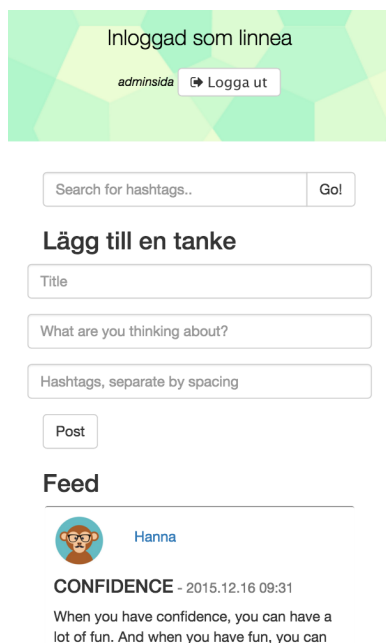 Inloggad som linnea
adminsida Logga ut
Search for hashtags.. Go!
Lägg till en tanke
Title
What are you thinking about?
Hashtags, separate by spacing
Post
Feed
Hanna
CONFIDENCE - 2015.12.16 09:31
When you have confidence, you can have a
lot of fun. And when you have fun, you can